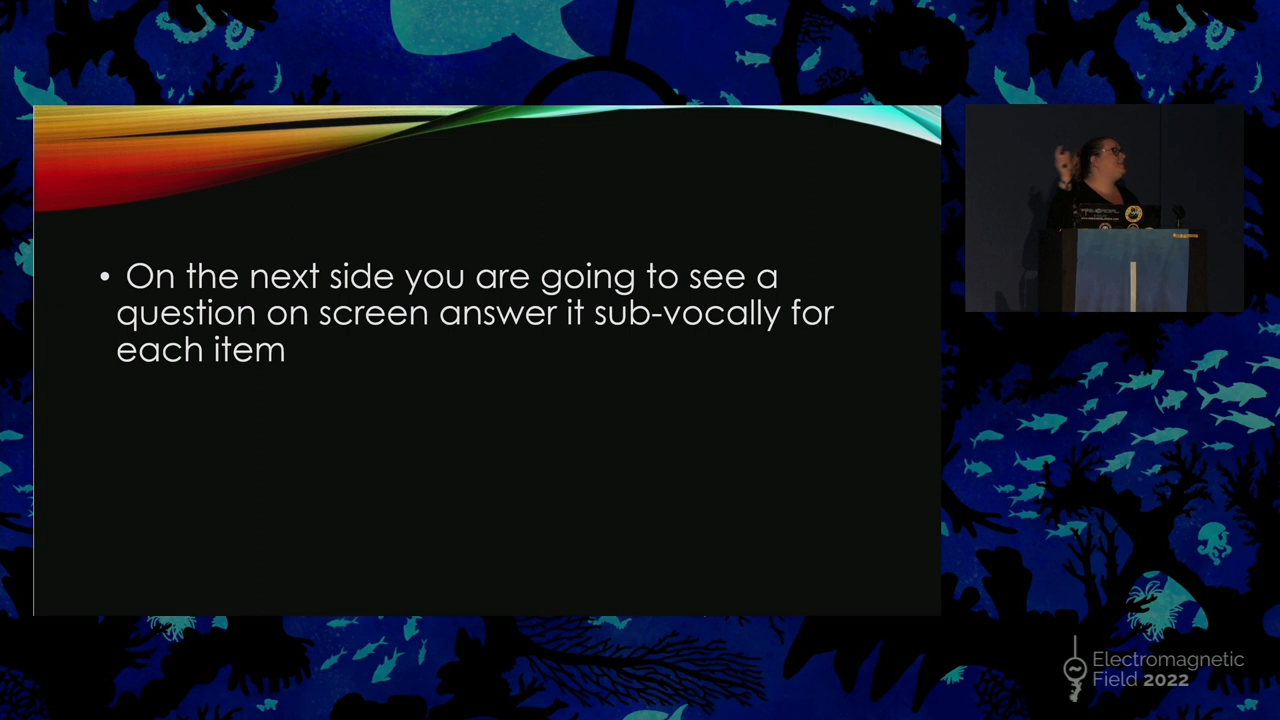 • On the next side you are going to see a
question on screen answer it sub-vocally for
each item
Electromagnetic
Field 2022